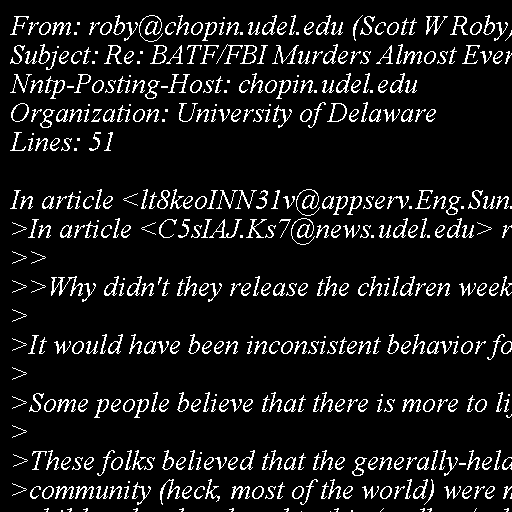 From: roby@chopin.udel.edu (Scott W Roby)
Subject: Re: BATF/FBI Murders Almost Ever
Nntp-Posting-Host: chopin.udel.edu
Organization: University of Delaware
Lines: 51

In article <lt8keoINN31v@appserv.Eng.Sun.
>In article <C5sIAJ.Ks7@news.udel.edu> r
>>
>>Why didn't they release the children week
>
>It would have been inconsistent behavior fo
>
>Some people believe that there is more to li
>
>These folks believed that the generally-held
>community (heck, most of the world) were n